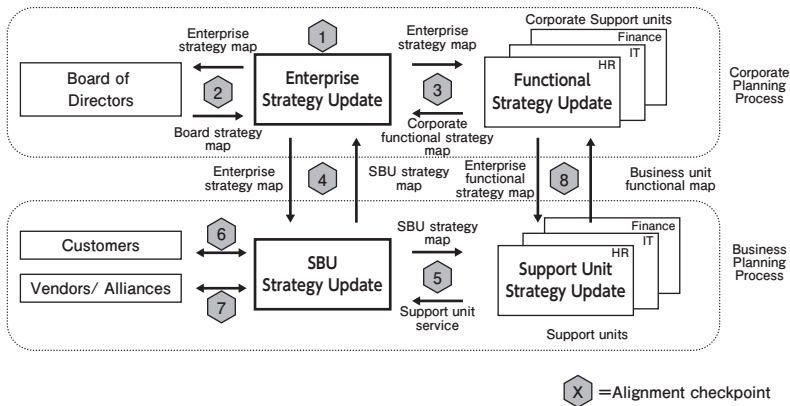 Corporate Support units
Enterprise
strategy map
1
Enterprise
strategy map
Finance
IT
HR
Board of
Directors
2
Enterprise
Strategy Update
3
Functional
Strategy Update
Corporate
Planning
Process
Board strategy
map
Corporate
functional strategy
map
Enterprise
strategy map
4
SBU strategy
map
Enterprise
functional
strategy map
8
Business unit
functional map
Customers
6
SBU strategy
map
Finance
IT
HR
SBU
Strategy Update
5
Support Unit
Strategy Update
Business
Planning
Process
Vendors/ Alliances
7
Support unit
service
Support units
X =Alignment checkpoint